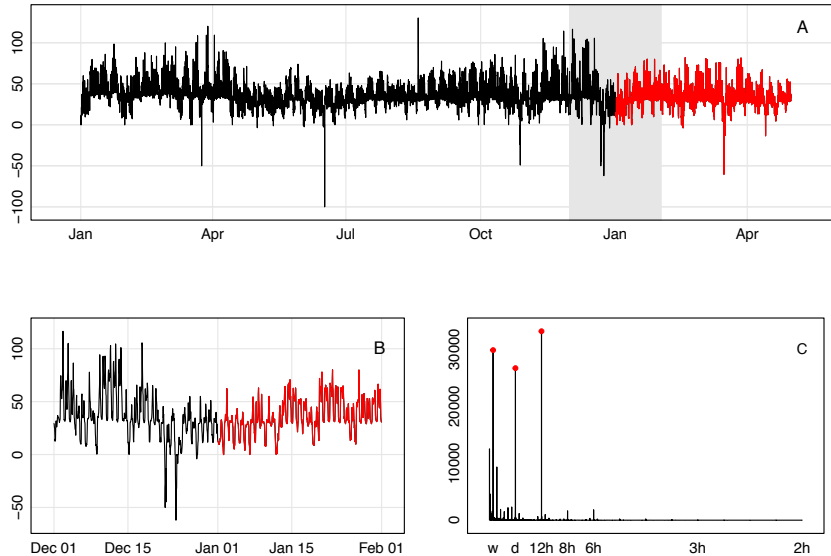 A
100
50
0
−50
−100
Jan Apr Jul Oct Jan Apr
B
100
50
0
−50
Dec 01 Dec 15 Jan 01 Jan 15 Feb 01
C
30000
20000
10000
0
w d 12h 8h 6h 3h 2h